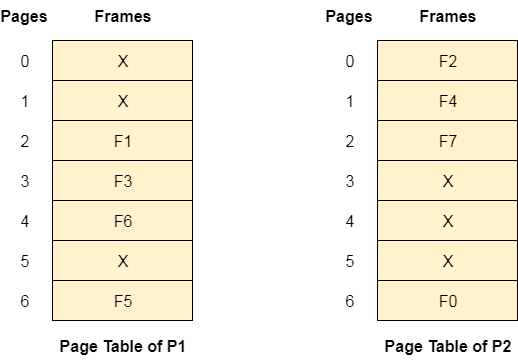 Pages Frames Pages Frames
0 X 0 F2
1 X 1 F4
2 F1 2 F7
3 F3 3 X
4 F6 4 X
5 X 5 X
6 F5 6 F0
Page Table of P1 Page Table of P2